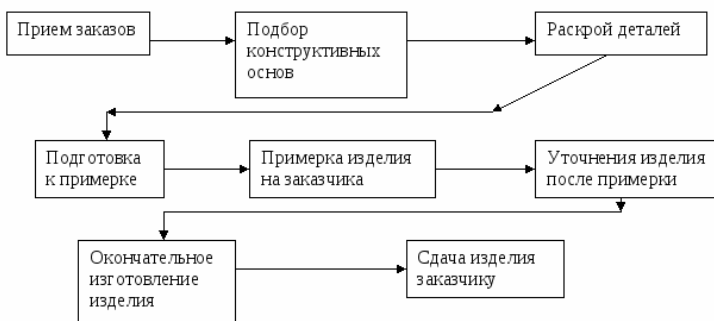 Прием заказов
Подбор
конструктивных
основ
Раскрой деталей
Подготовка
к примерке
Примерка изделия
на заказчика
Уточнения изделия
после примерки
Окончательное
изготовление
изделия
Сдача изделия
заказчику